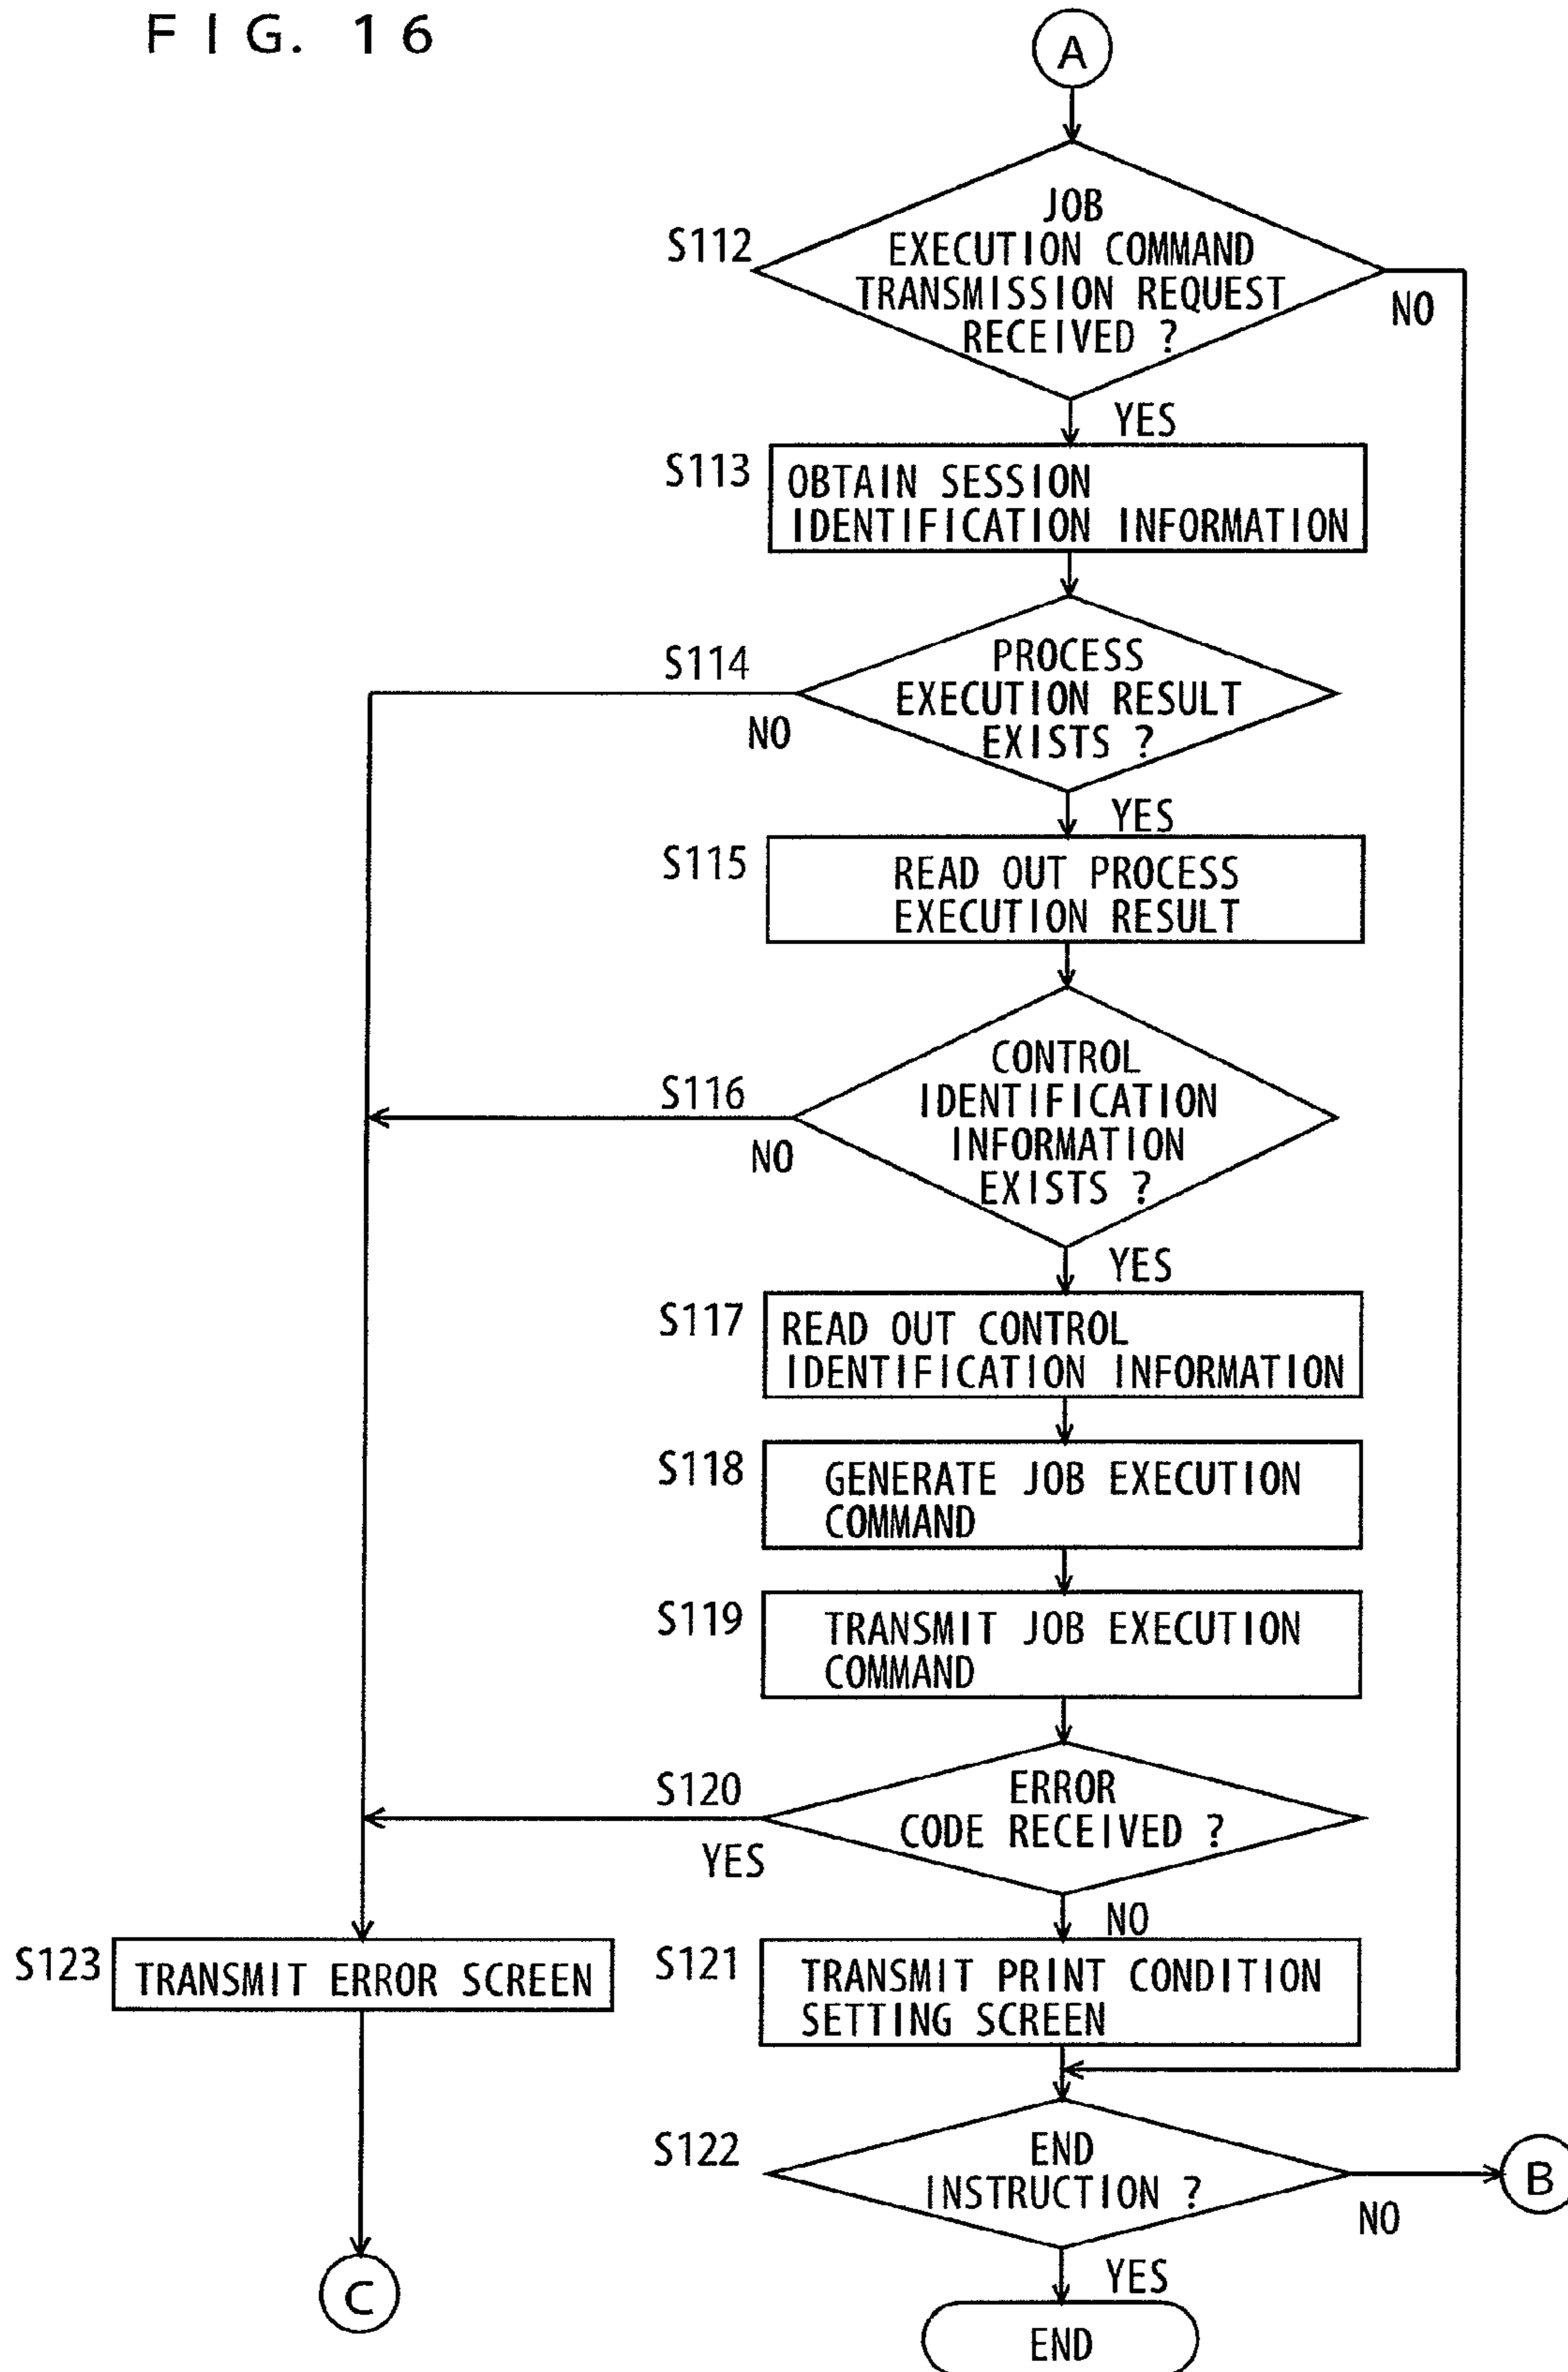 FIG. 16
A
JOB
EXECUTION COMMAND
TRANSMISSION REQUEST
RECEIVED ?
S112
NO
YES
S113
OBTAIN SESSION
IDENTIFICATION INFORMATION
S114
PROCESS
EXECUTION RESULT
EXISTS ?
NO
YES
S115
READ OUT PROCESS
EXECUTION RESULT
S116
CONTROL
IDENTIFICATION
INFORMATION
EXISTS ?
NO
YES
S117
READ OUT CONTROL
IDENTIFICATION INFORMATION
S118
GENERATE JOB EXECUTION
COMMAND
S119
TRANSMIT JOB EXECUTION
COMMAND
S120
ERROR
CODE RECEIVED ?
YES
NO
S123
TRANSMIT ERROR SCREEN
S121
TRANSMIT PRINT CONDITION
SETTING SCREEN
S122
END
INSTRUCTION ?
NO
B
YES
C
END